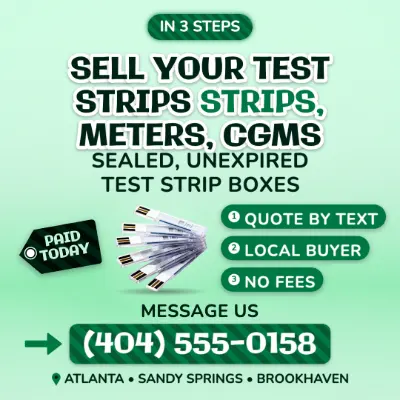 IN 3 STEPS
SELL YOUR TEST
STRIPS STRIPS,
METERS, CGMS
SEALED, UNEXPIRED
TEST STRIP BOXES
PAID
TODAY
1 QUOTE BY TEXT
2 LOCAL BUYER
3 NO FEES
MESSAGE US
(404) 555-0158
ATLANTA • SANDY SPRINGS • BROOKHAVEN